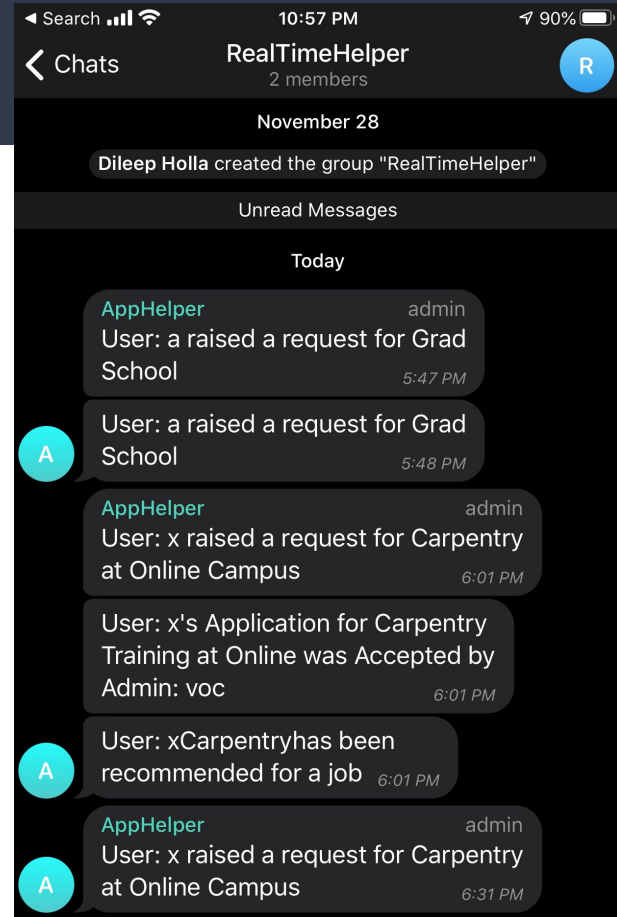 Search
10:57 PM
90%
Chats
RealTimeHelper
2 members
R
November 28
Dileep Holla created the group "RealTimeHelper"
Unread Messages
Today
AppHelper admin
User: a raised a request for Grad
School
5:47 PM
User: a raised a request for Grad
School
5:48 PM
A
AppHelper admin
User: x raised a request for Carpentry
at Online Campus
6:01 PM
User: x's Application for Carpentry
Training at Online was Accepted by
Admin: voc
6:01 PM
User: xCarpentryhas been
recommended for a job
6:01 PM
A
AppHelper admin
User: x raised a request for Carpentry
at Online Campus
6:31 PM
A